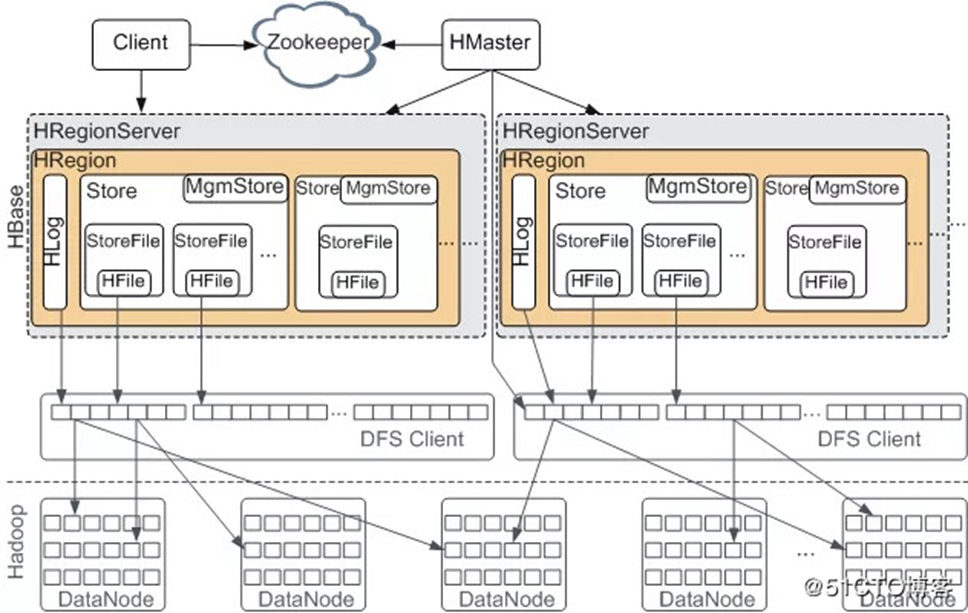 Client
Zookeeper
HMaster
HBase
HRegionServer
HRegion
HLog
Store
MgmStore
StoreFile
HFile
StoreFile
HFile
...
Store
MgmStore
StoreFile
HFile
...
...
HRegionServer
HRegion
HLog
Store
MgmStore
StoreFile
HFile
StoreFile
HFile
...
Store
MgmStore
StoreFile
HFile
...
...
...
DFS Client
...
DFS Client
Hadoop
DataNode
DataNode
DataNode
DataNode
...
DataNode
@51CTO博客